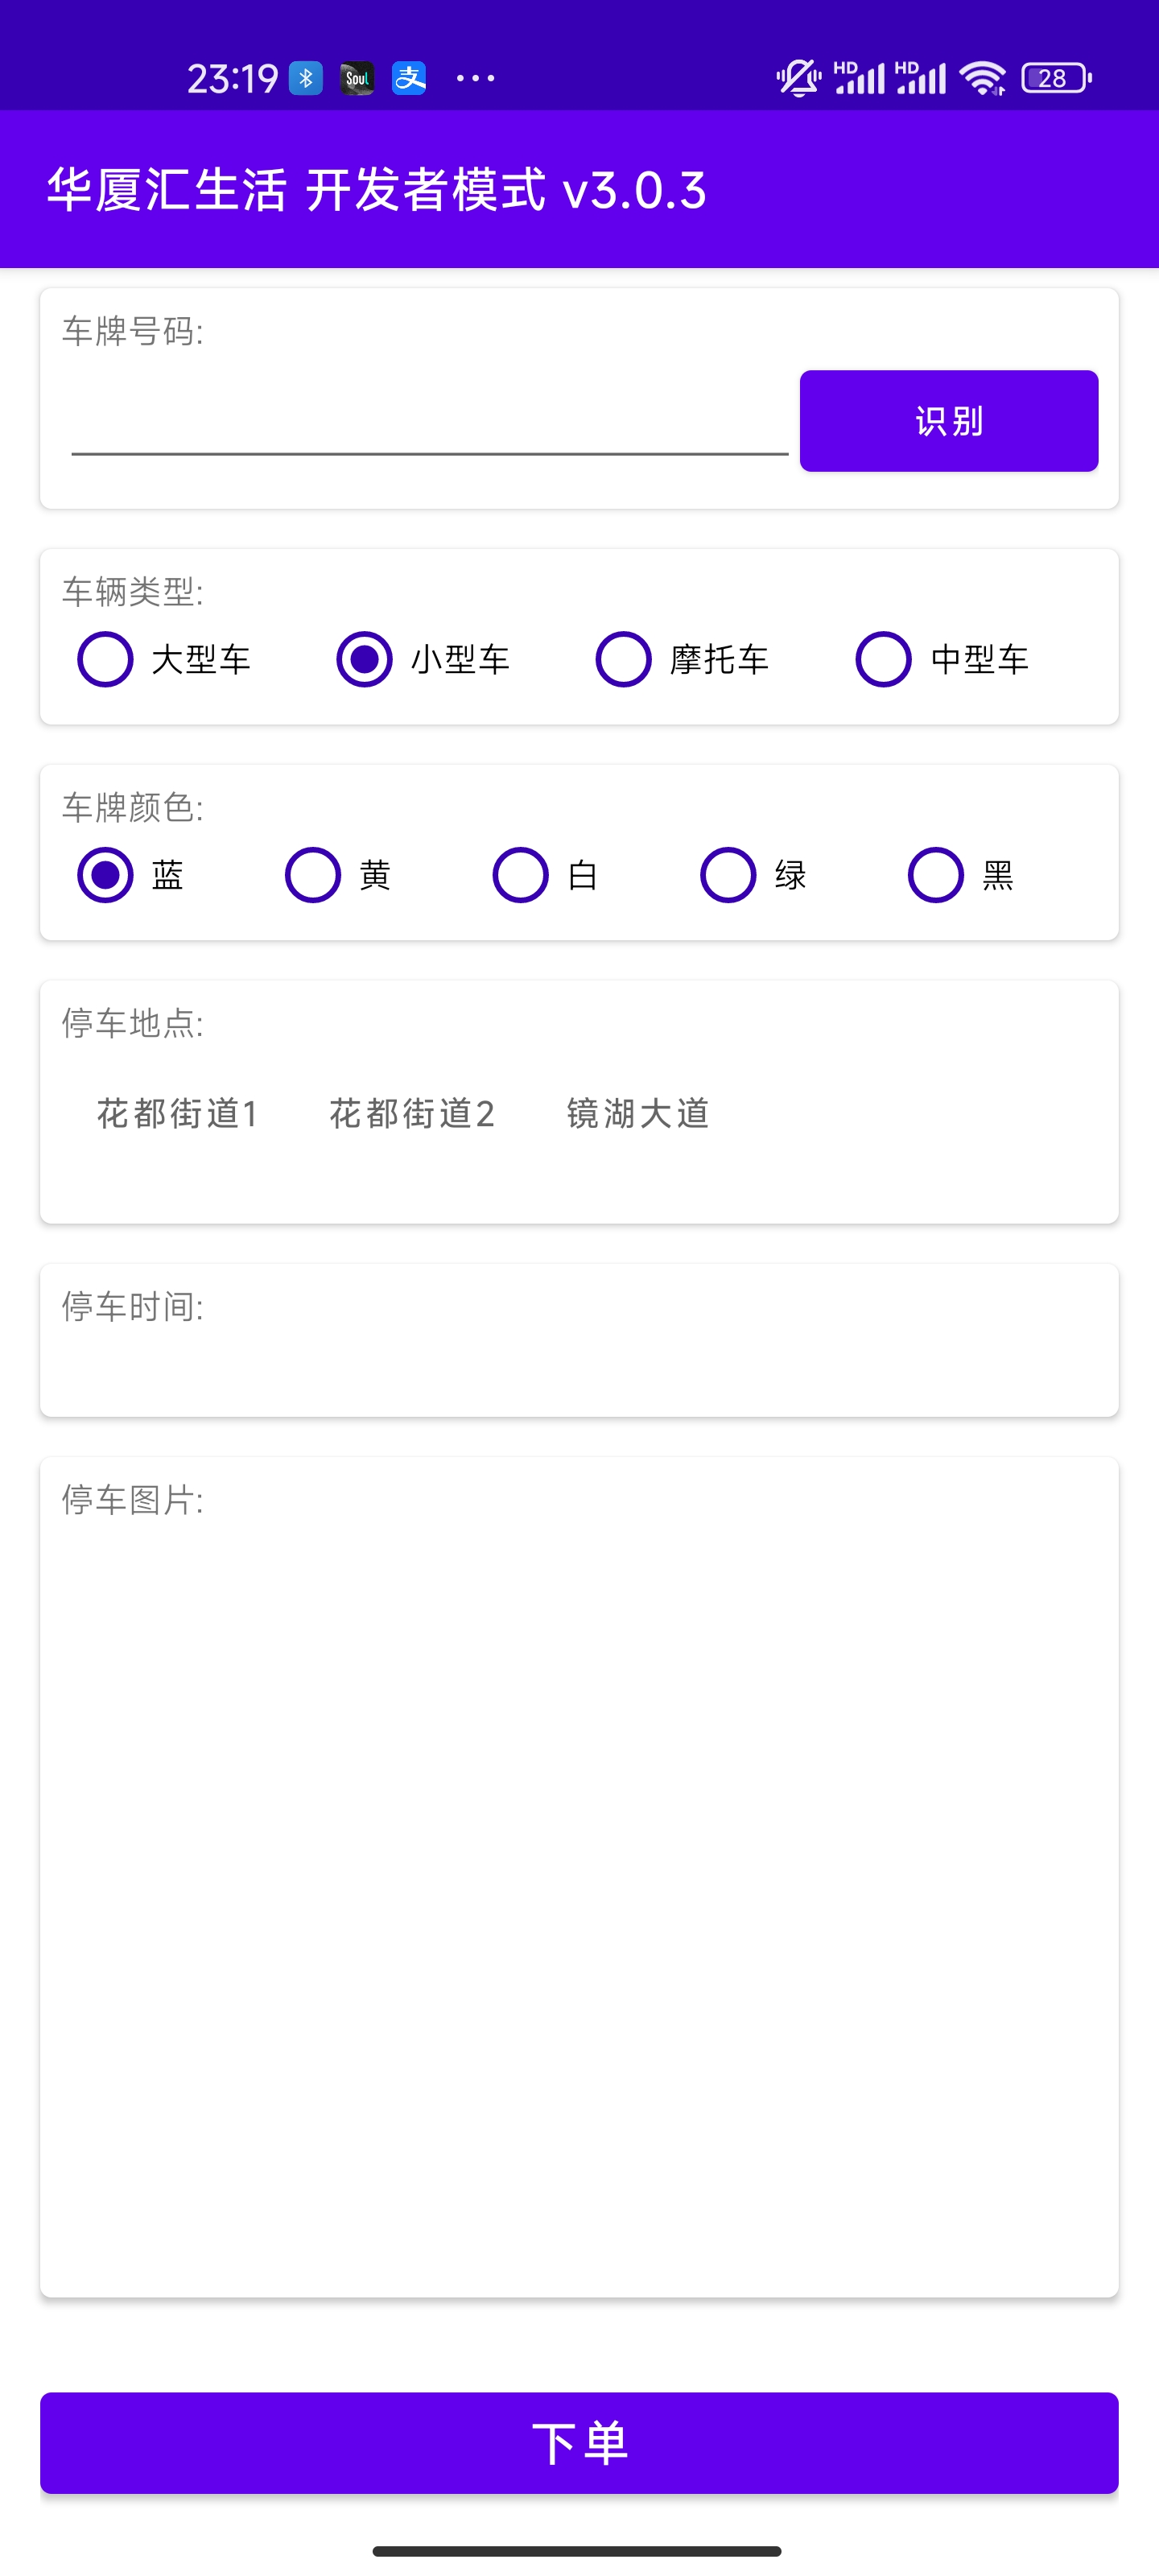 23:19 Soul 支 ... HD HD 28
华厦汇生活 开发者模式 v3.0.3
车牌号码:
识别
车辆类型:
大型车 小型车 摩托车 中型车
车牌颜色:
蓝 黄 白 绿 黑
停车地点:
花都街道1 花都街道2 镜湖大道
停车时间:
停车图片:
下单